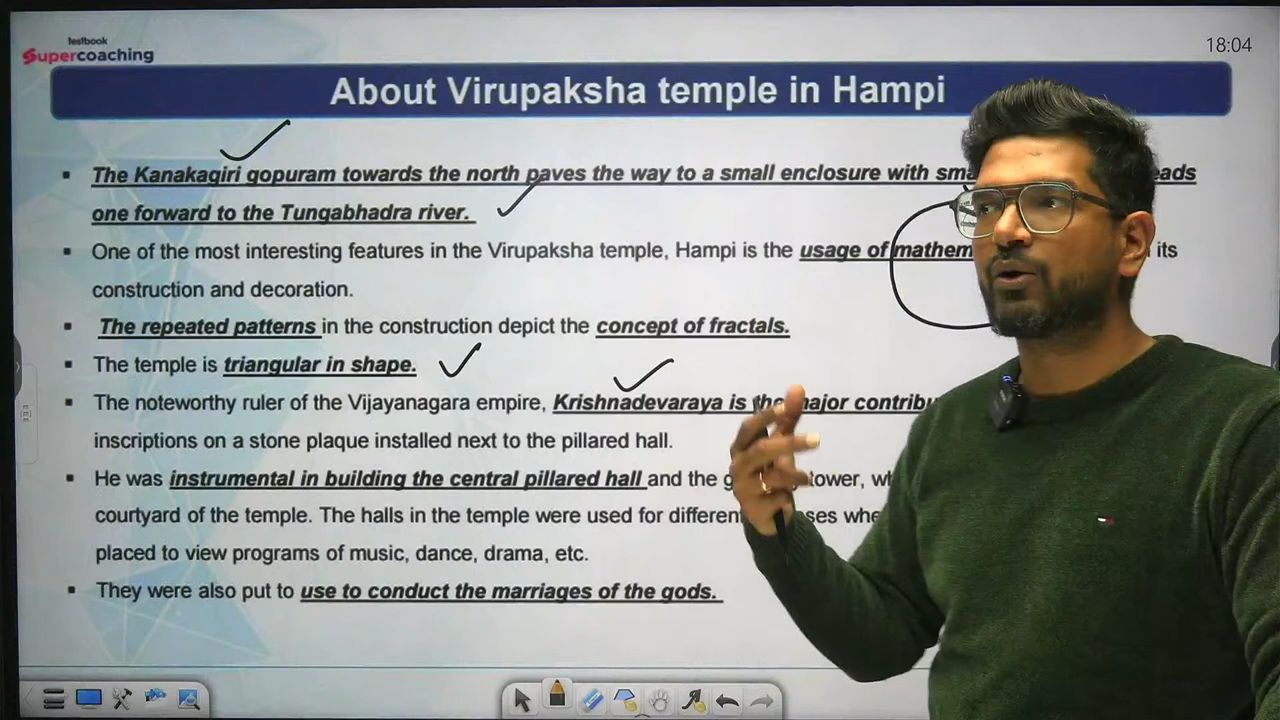 testbook
Supercoaching
18:04
About Virupaksha temple in Hampi
▪ The Kanakagiri gopuram towards the north paves the way to a small enclosure with
one forward to the Tungabhadra river.
▪ One of the most interesting features in the Virupaksha temple, Hampi is the usage of its
construction and decoration.
▪ The repeated patterns in the construction depict the concept of fractals.
▪ The temple is triangular in shape.
▪ The noteworthy ruler of the Vijayanagara empire, Krishnadevaraya is the major
inscriptions on a stone plaque installed next to the pillared hall.
▪ He was instrumental in building the central pillared hall and the tower,
courtyard of the temple. The halls in the temple were used for
placed to view programs of music, dance, drama, etc.
▪ They were also put to use to conduct the marriages of the gods.